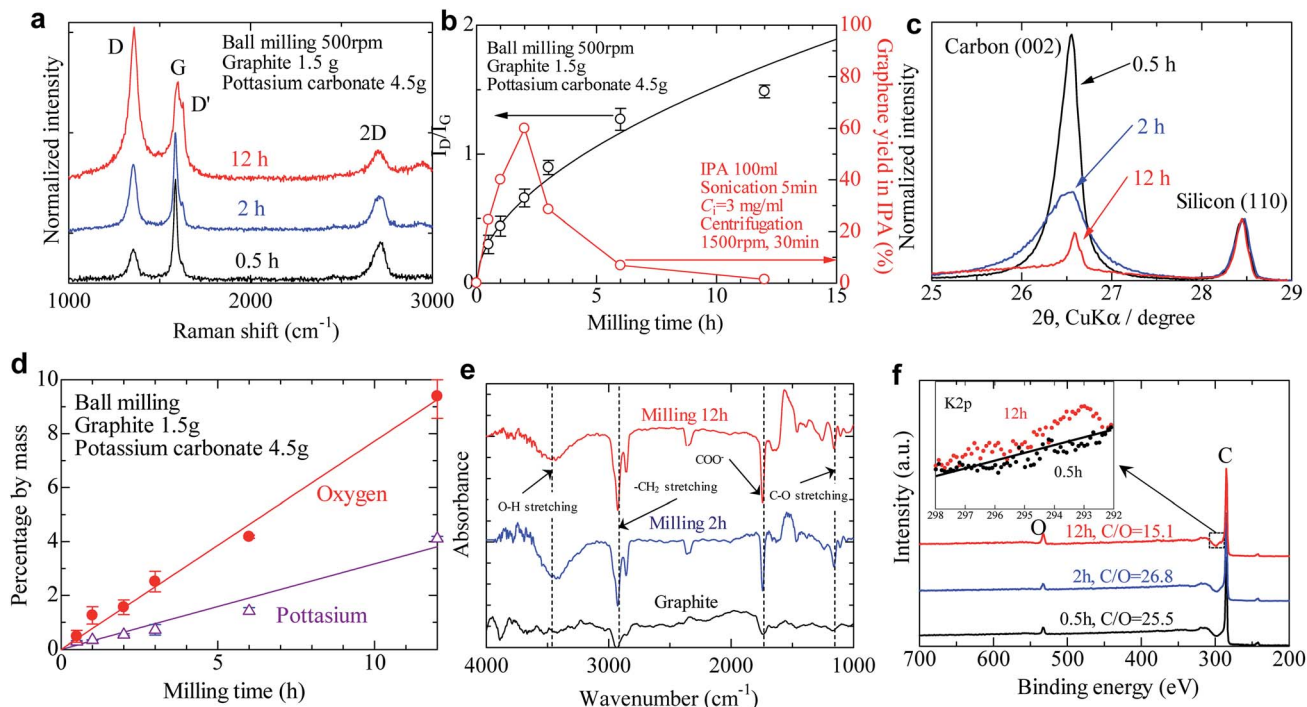 a
D
G
D'
2D
Ball milling 500rpm
Graphite 1.5 g
Pottasium carbonate 4.5g
12 h
2 h
0.5 h
Normalized intensity
1000
2000
3000
Raman shift (cm⁻¹)
b
Ball milling 500rpm
Graphite 1.5g
Potassium carbonate 4.5g
IPA 100ml
Sonication 5min
Cᵢ=3 mg/ml
Centrifugation
1500rpm, 30min
I_D/I_G
2
1
0
0
5
10
15
Milling time (h)
Graphene yield in IPA (%)
100
80
60
40
20
0
c
Carbon (002)
0.5 h
2 h
12 h
Silicon (110)
Normalized intensity
25
26
27
28
29
2θ, CuKα / degree
d
Ball milling
Graphite 1.5g
Potassium carbonate 4.5g
Oxygen
Pottasium
Percentage by mass
10
8
6
4
2
0
0
5
10
Milling time (h)
e
Milling 12h
COO⁻
O-H stretching
-CH₂ stretching
C-O stretching
Milling 2h
Graphite
Absorbance
4000
3000
2000
1000
Wavenumber (cm⁻¹)
f
K2p
12h
0.5h
298
297
296
295
294
293
292
C
O
12h, C/O=15.1
2h, C/O=26.8
0.5h, C/O=25.5
Intensity (a.u.)
700
600
500
400
300
200
Binding energy (eV)